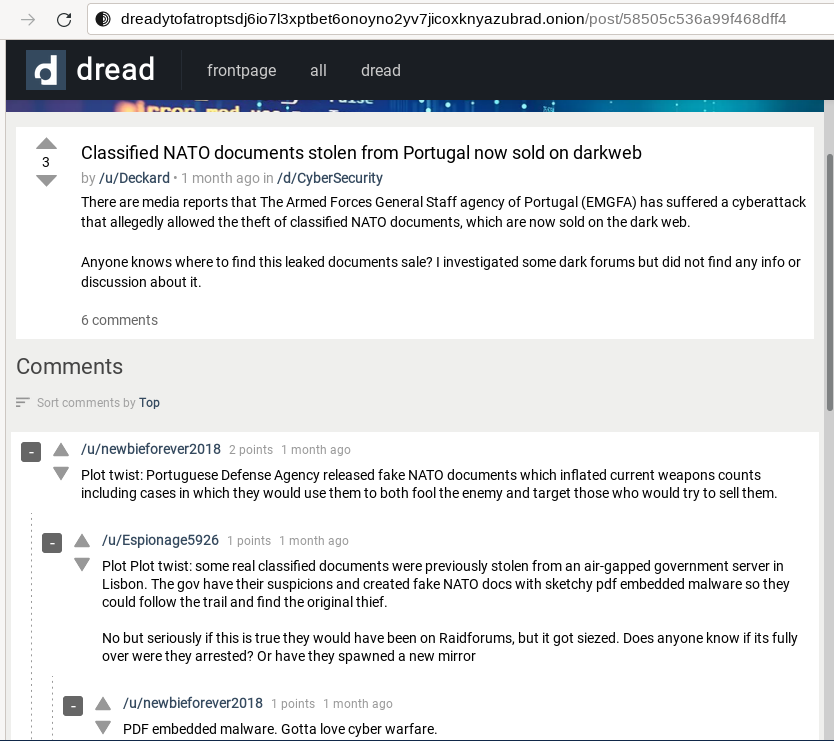 dreadytofatroptsdj6io7l3xptbet6onoyno2yv7jicoxknyazubrad.onion/post/58505c536a99f468dff4
d dread frontpage all dread
Classified NATO documents stolen from Portugal now sold on darkweb
3
by /u/Deckard • 1 month ago in /d/CyberSecurity
There are media reports that The Armed Forces General Staff agency of Portugal (EMGFA) has suffered a cyberattack
that allegedly allowed the theft of classified NATO documents, which are now sold on the dark web.
Anyone knows where to find this leaked documents sale? I investigated some dark forums but did not find any info or
discussion about it.
6 comments
Comments
Sort comments by Top
- /u/newbieforever2018 2 points 1 month ago
Plot twist: Portuguese Defense Agency released fake NATO documents which inflated current weapons counts
including cases in which they would use them to both fool the enemy and target those who would try to sell them.
- /u/Espionage5926 1 points 1 month ago
Plot Plot twist: some real classified documents were previously stolen from an air-gapped government server in
Lisbon. The gov have their suspicions and created fake NATO docs with sketchy pdf embedded malware so they
could follow the trail and find the original thief.
No but seriously if this is true they would have been on Raidforums, but it got siezed. Does anyone know if its fully
over were they arrested? Or have they spawned a new mirror
- /u/newbieforever2018 1 points 1 month ago
PDF embedded malware. Gotta love cyber warfare.